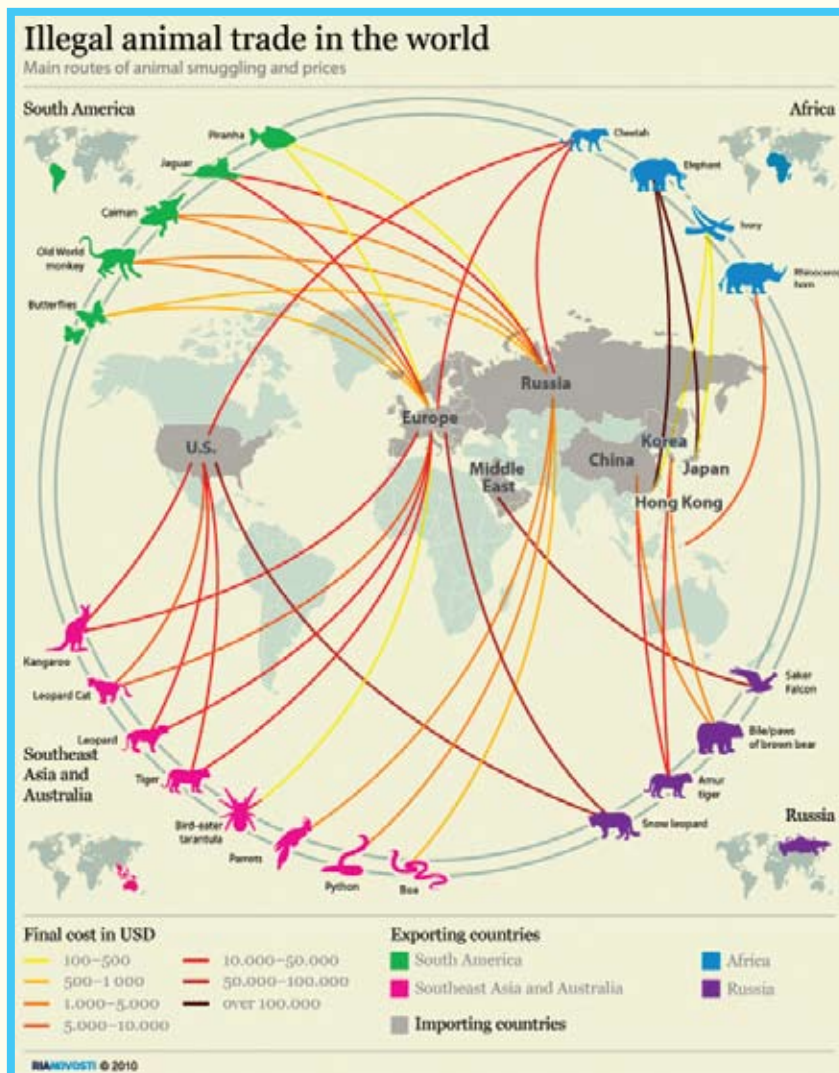 Illegal animal trade in the world
Main routes of animal smuggling and prices
South America
Africa
Piranha
Cheetah
Jaguar
Elephant
Caiman
Ivory
Old World
monkey
Rhinoceros
horn
Butterflies
Russia
Europe
U.S.
Korea
China
Japan
Middle
East
Hong Kong
Kangaroo
Leopard Cat
Saker
Falcon
Leopard
Bile/paws
of brown bear
Southeast
Asia and
Australia
Tiger
Amur
tiger
Bird-eater
tarantula
Snow leopard
Parrots
Python
Boa
Russia
Final cost in USD
100–500
500–1 000
1.000–5.000
5.000–10.000
10.000–50.000
50.000–100.000
over 100.000
Exporting countries
South America
Africa
Southeast Asia and Australia
Russia
Importing countries
RIANOVOSTI © 2010